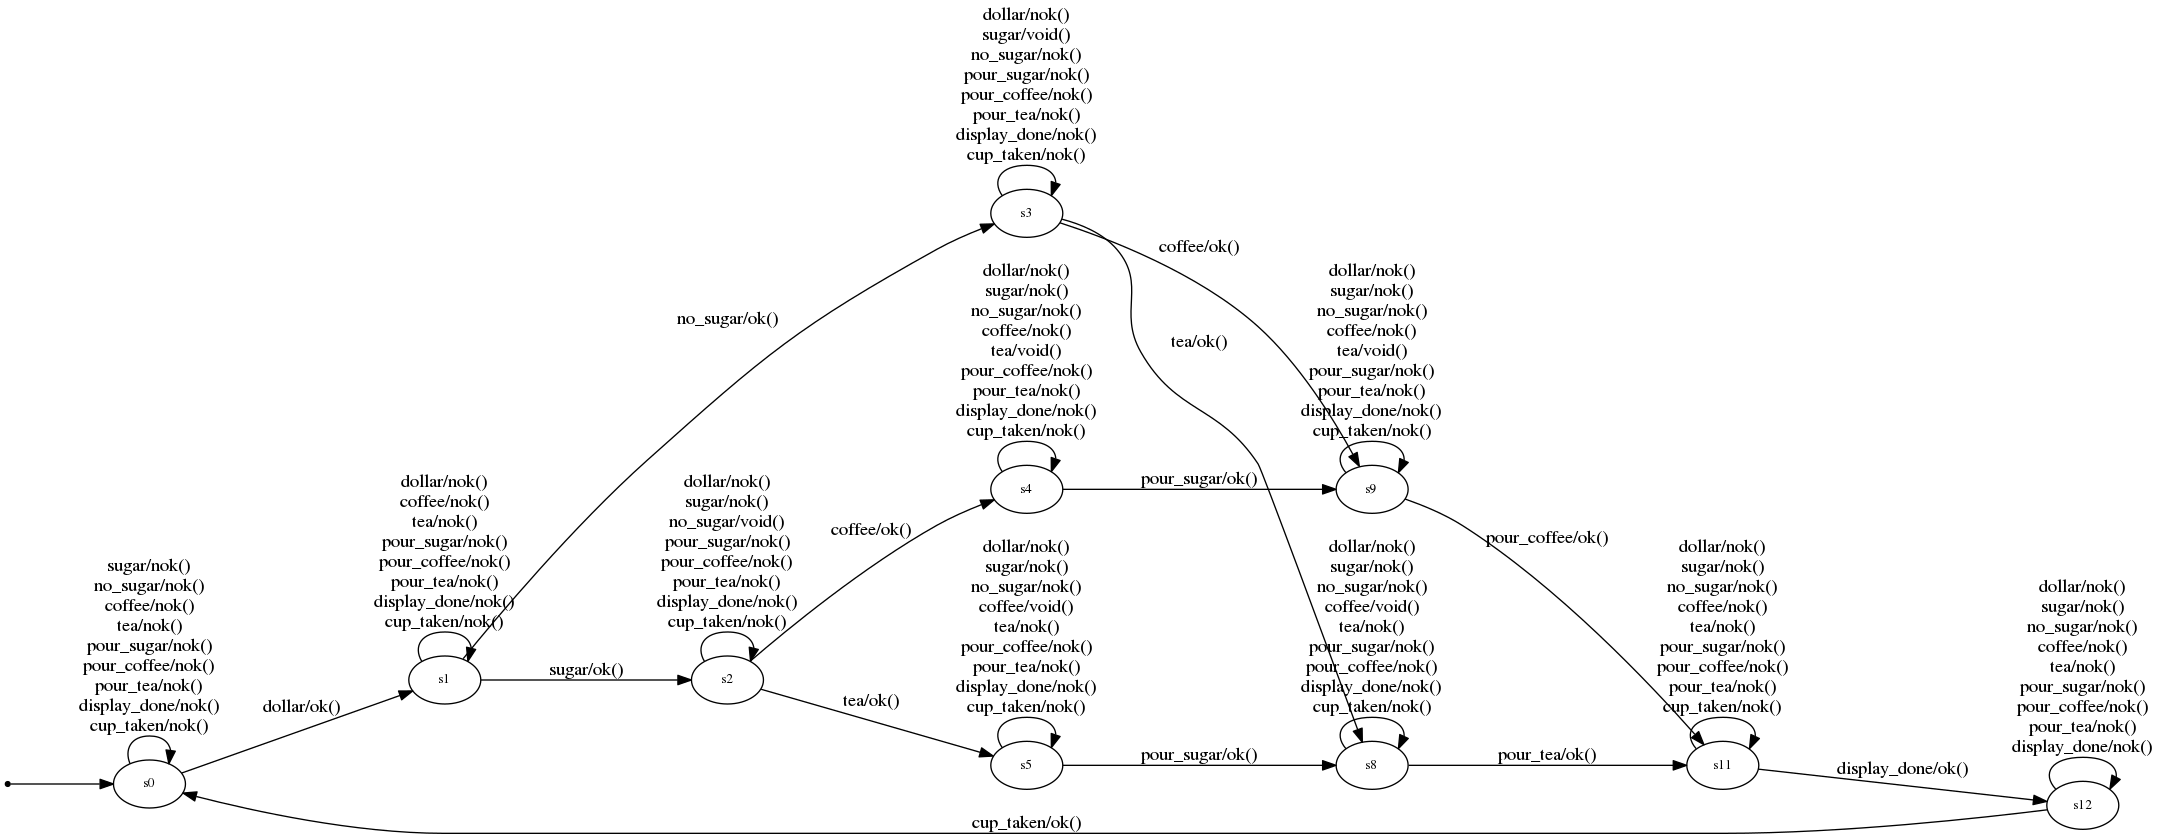 dollar/nok()
sugar/void()
no_sugar/nok()
pour_sugar/nok()
pour_coffee/nok()
pour_tea/nok()
display_done/nok()
cup_taken/nok()
s3
coffee/ok()
no_sugar/ok()
tea/ok()
dollar/nok()
sugar/nok()
no_sugar/nok()
coffee/nok()
tea/void()
pour_coffee/nok()
pour_tea/nok()
display_done/nok()
cup_taken/nok()
s4
pour_sugar/ok()
dollar/nok()
sugar/nok()
no_sugar/nok()
coffee/nok()
tea/void()
pour_sugar/nok()
pour_tea/nok()
display_done/nok()
cup_taken/nok()
s9
pour_coffee/ok()
sugar/nok()
no_sugar/nok()
coffee/nok()
tea/nok()
pour_sugar/nok()
pour_coffee/nok()
pour_tea/nok()
display_done/nok()
cup_taken/nok()
s0
dollar/ok()
dollar/nok()
coffee/nok()
tea/nok()
pour_sugar/nok()
pour_coffee/nok()
pour_tea/nok()
display_done/nok()
cup_taken/nok()
s1
sugar/ok()
dollar/nok()
sugar/nok()
no_sugar/void()
pour_sugar/nok()
pour_coffee/nok()
pour_tea/nok()
display_done/nok()
cup_taken/nok()
s2
coffee/ok()
tea/ok()
dollar/nok()
sugar/nok()
no_sugar/nok()
coffee/void()
tea/nok()
pour_coffee/nok()
pour_tea/nok()
display_done/nok()
cup_taken/nok()
s5
pour_sugar/ok()
dollar/nok()
sugar/nok()
no_sugar/nok()
coffee/void()
tea/nok()
pour_sugar/nok()
pour_coffee/nok()
display_done/nok()
cup_taken/nok()
s8
pour_tea/ok()
dollar/nok()
sugar/nok()
no_sugar/nok()
coffee/nok()
tea/nok()
pour_sugar/nok()
pour_coffee/nok()
pour_tea/nok()
cup_taken/nok()
s11
display_done/ok()
dollar/nok()
sugar/nok()
no_sugar/nok()
coffee/nok()
tea/nok()
pour_sugar/nok()
pour_coffee/nok()
pour_tea/nok()
display_done/nok()
s12
cup_taken/ok()